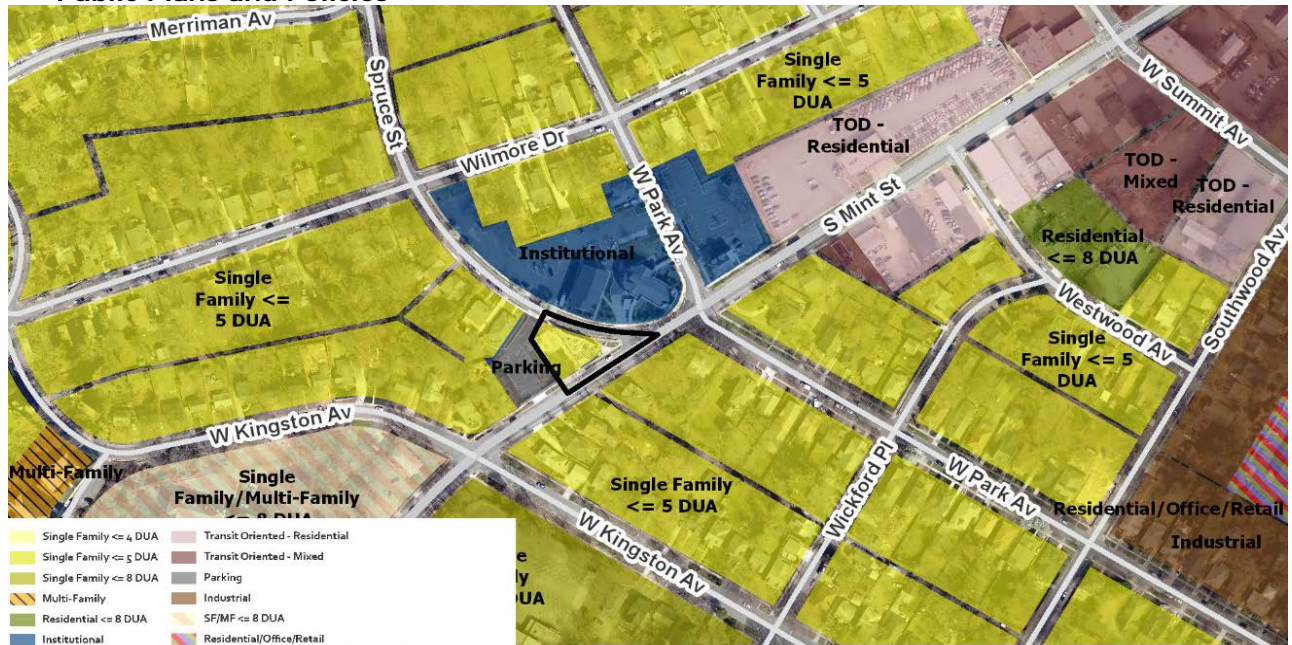 Public Plans and Policies
Merriman Av
Spruce St
Wilmore Dr
W Park Av
Single
Family <= 5
DUA
TOD -
Residential
S Mint St
W Summit Av
TOD -
Mixed
TOD -
Residential
Residential
<= 8 DUA
Institutional
Single
Family <=
5 DUA
Westwood Av
Southwood Av
Single
Family <= 5
DUA
Parking
W Kingston Av
Multi-Family
Single
Family/Multi-Family
<= 8 DUA
Single Family
<= 5 DUA
Wickford Pl
W Park Av
Residential/Office/Retail
Industrial
W Kingston Av
DUA
Single Family <= 4 DUA
Single Family <= 5 DUA
Single Family <= 8 DUA
Multi-Family
Residential <= 8 DUA
Institutional
Transit Oriented - Residential
Transit Oriented - Mixed
Parking
Industrial
SF/MF <= 8 DUA
Residential/Office/Retail